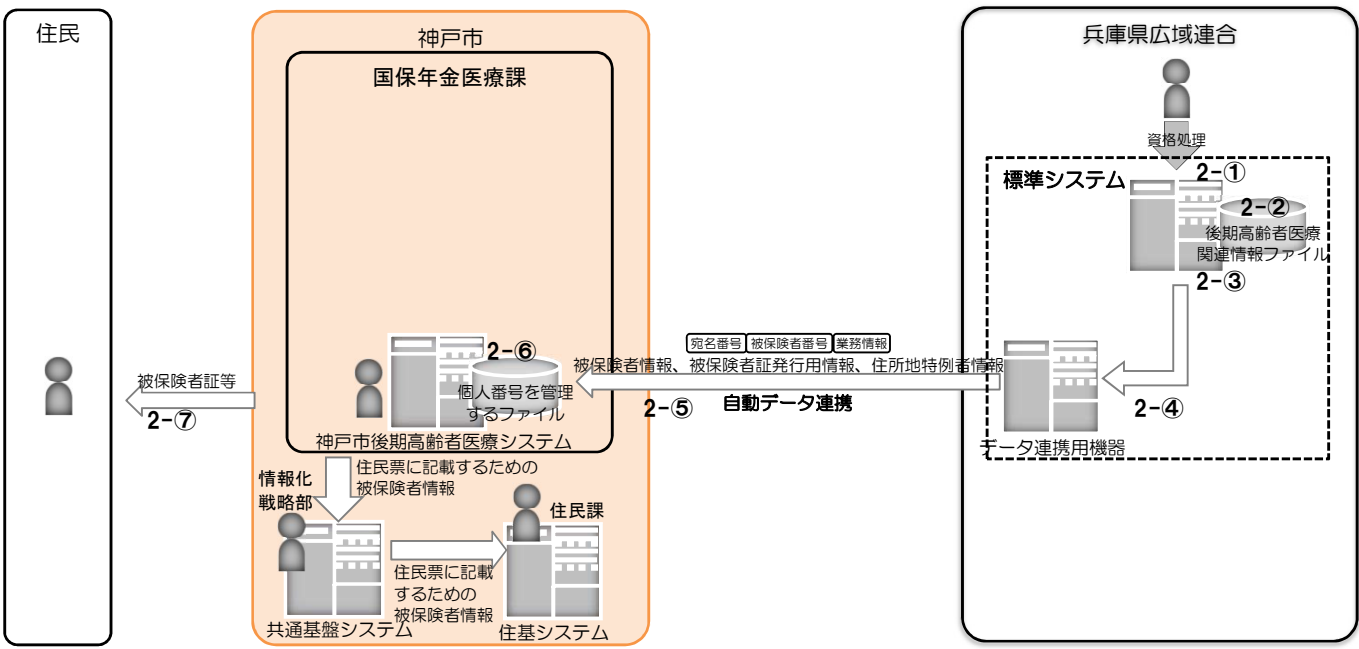 住民
神戸市
国保年金医療課
兵庫県広域連合
資格処理
標準システム
2-①
2-②
後期高齢者医療
関連情報ファイル
2-③
2-④
データ連携用機器
宛名番号 被保険者番号 業務情報
被保険者情報、被保険者証発行用情報、住所地特例者情報
2-⑤
自動データ連携
2-⑥
個人番号を管理
するファイル
神戸市後期高齢者医療システム
被保険者証等
2-⑦
住民票に記載するための
被保険者情報
情報化
戦略部
共通基盤システム
住民票に記載
するための
被保険者情報
住民課
住基システム